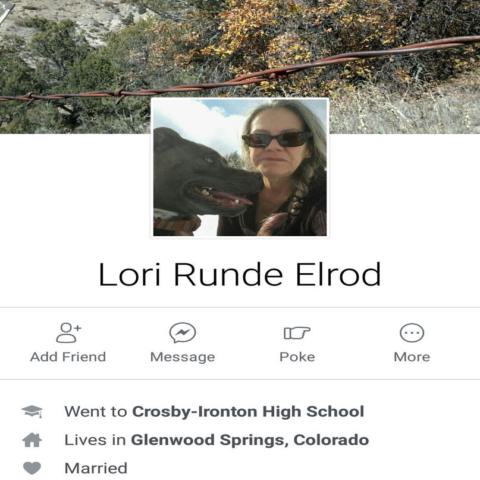 Lori Runde Elrod
Add Friend
Message
Poke
More
Went to Crosby-Ironton High School
Lives in Glenwood Springs, Colorado
Married